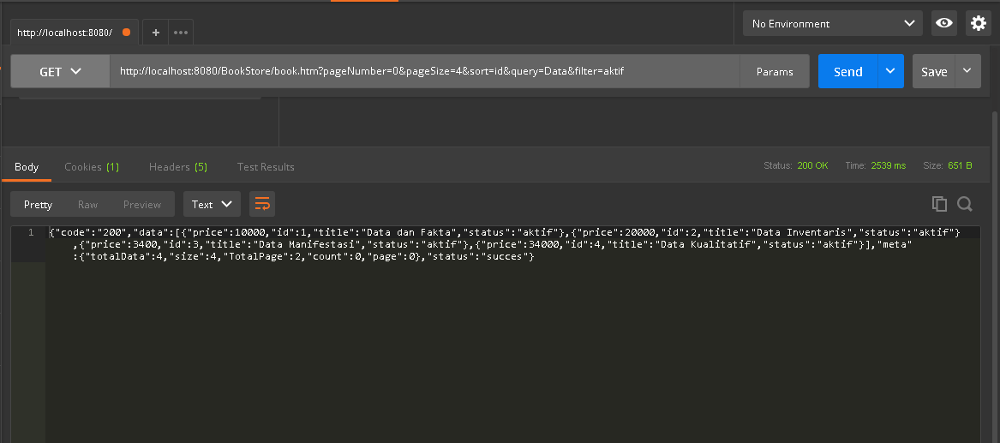 http://localhost:8080/
No Environment
GET
http://localhost:8080/BookStore/book.htm?pageNumber=0&pageSize=4&sort=id&query=Data&filter=aktif
Params
Send
Save
Body
Cookies (1)
Headers (5)
Test Results
Status: 200 OK
Time: 2539 ms
Size: 651 B
Pretty
Raw
Preview
Text
1
{"code":"200","data":[{"price":10000,"id":1,"title":"Data dan Fakta","status":"aktif"},{"price":20000,"id":2,"title":"Data Inventaris","status":"aktif"}
,{"price":3400,"id":3,"title":"Data Manifestasi","status":"aktif"},{"price":34000,"id":4,"title":"Data Kualitatif","status":"aktif"}],"meta"
:{"totalData":4,"size":4,"TotalPage":2,"count":0,"page":0},"status":"succes"}